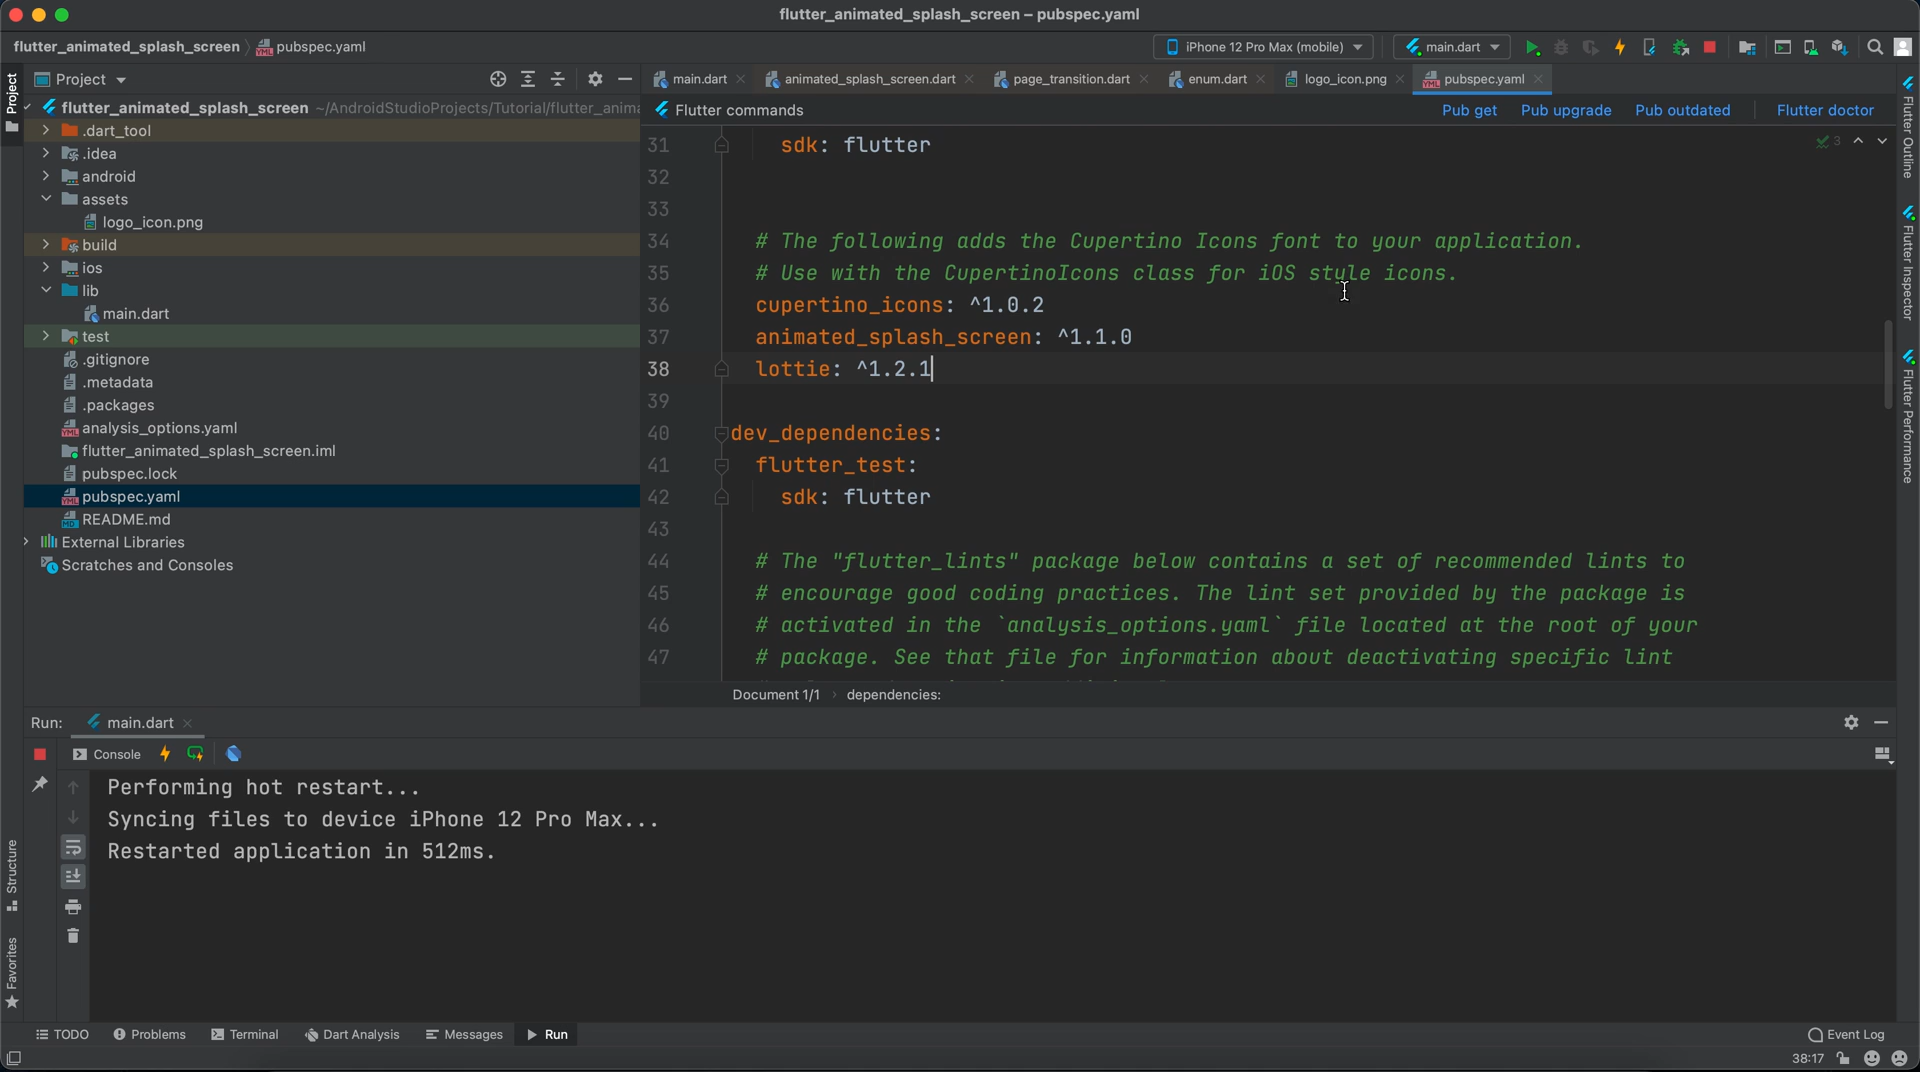 flutter_animated_splash_screen – pubspec.yaml
flutter_animated_splash_screen pubspec.yaml
iPhone 12 Pro Max (mobile) main.dart
Project
Project
main.dart animated_splash_screen.dart page_transition.dart enum.dart logo_icon.png pubspec.yaml
Flutter commands Pub get Pub upgrade Pub outdated Flutter doctor
flutter_animated_splash_screen ~/AndroidStudioProjects/Tutorial/flutter_anima
.dart_tool
.idea
android
assets
logo_icon.png
build
ios
lib
main.dart
test
.gitignore
.metadata
.packages
analysis_options.yaml
flutter_animated_splash_screen.iml
pubspec.lock
pubspec.yaml
README.md
External Libraries
Scratches and Consoles
31 sdk: flutter
3
32
33
34 # The following adds the Cupertino Icons font to your application.
35 # Use with the CupertinoIcons class for iOS style icons.
36 cupertino_icons: ^1.0.2
37 animated_splash_screen: ^1.1.0
38 lottie: ^1.2.1
39
40 dev_dependencies:
41 flutter_test:
42 sdk: flutter
43
44 # The "flutter_lints" package below contains a set of recommended lints to
45 # encourage good coding practices. The lint set provided by the package is
46 # activated in the `analysis_options.yaml` file located at the root of your
47 # package. See that file for information about deactivating specific lint
Document 1/1 › dependencies:
Flutter Outline
Flutter Inspector
Flutter Performance
Run: main.dart
Console
Performing hot restart...
Syncing files to device iPhone 12 Pro Max...
Restarted application in 512ms.
Structure
Favorites
TODO Problems Terminal Dart Analysis Messages Run Event Log
38:17